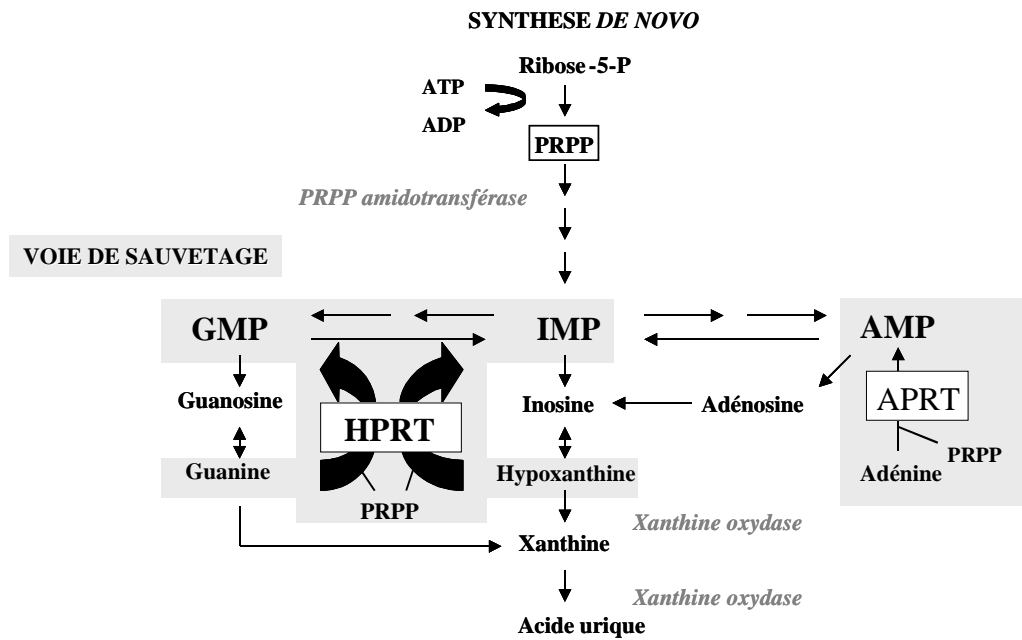 SYNTHESE DE NOVO
Ribose-5-P
ATP
ADP
PRPP
PRPP amidotransférase
VOIE DE SAUVETAGE
GMP
IMP
AMP
Guanosine
Inosine
Adénosine
APRT
HPRT
PRPP
Guanine
Hypoxanthine
Adénine
PRPP
Xanthine oxydase
Xanthine
Xanthine oxydase
Acide urique